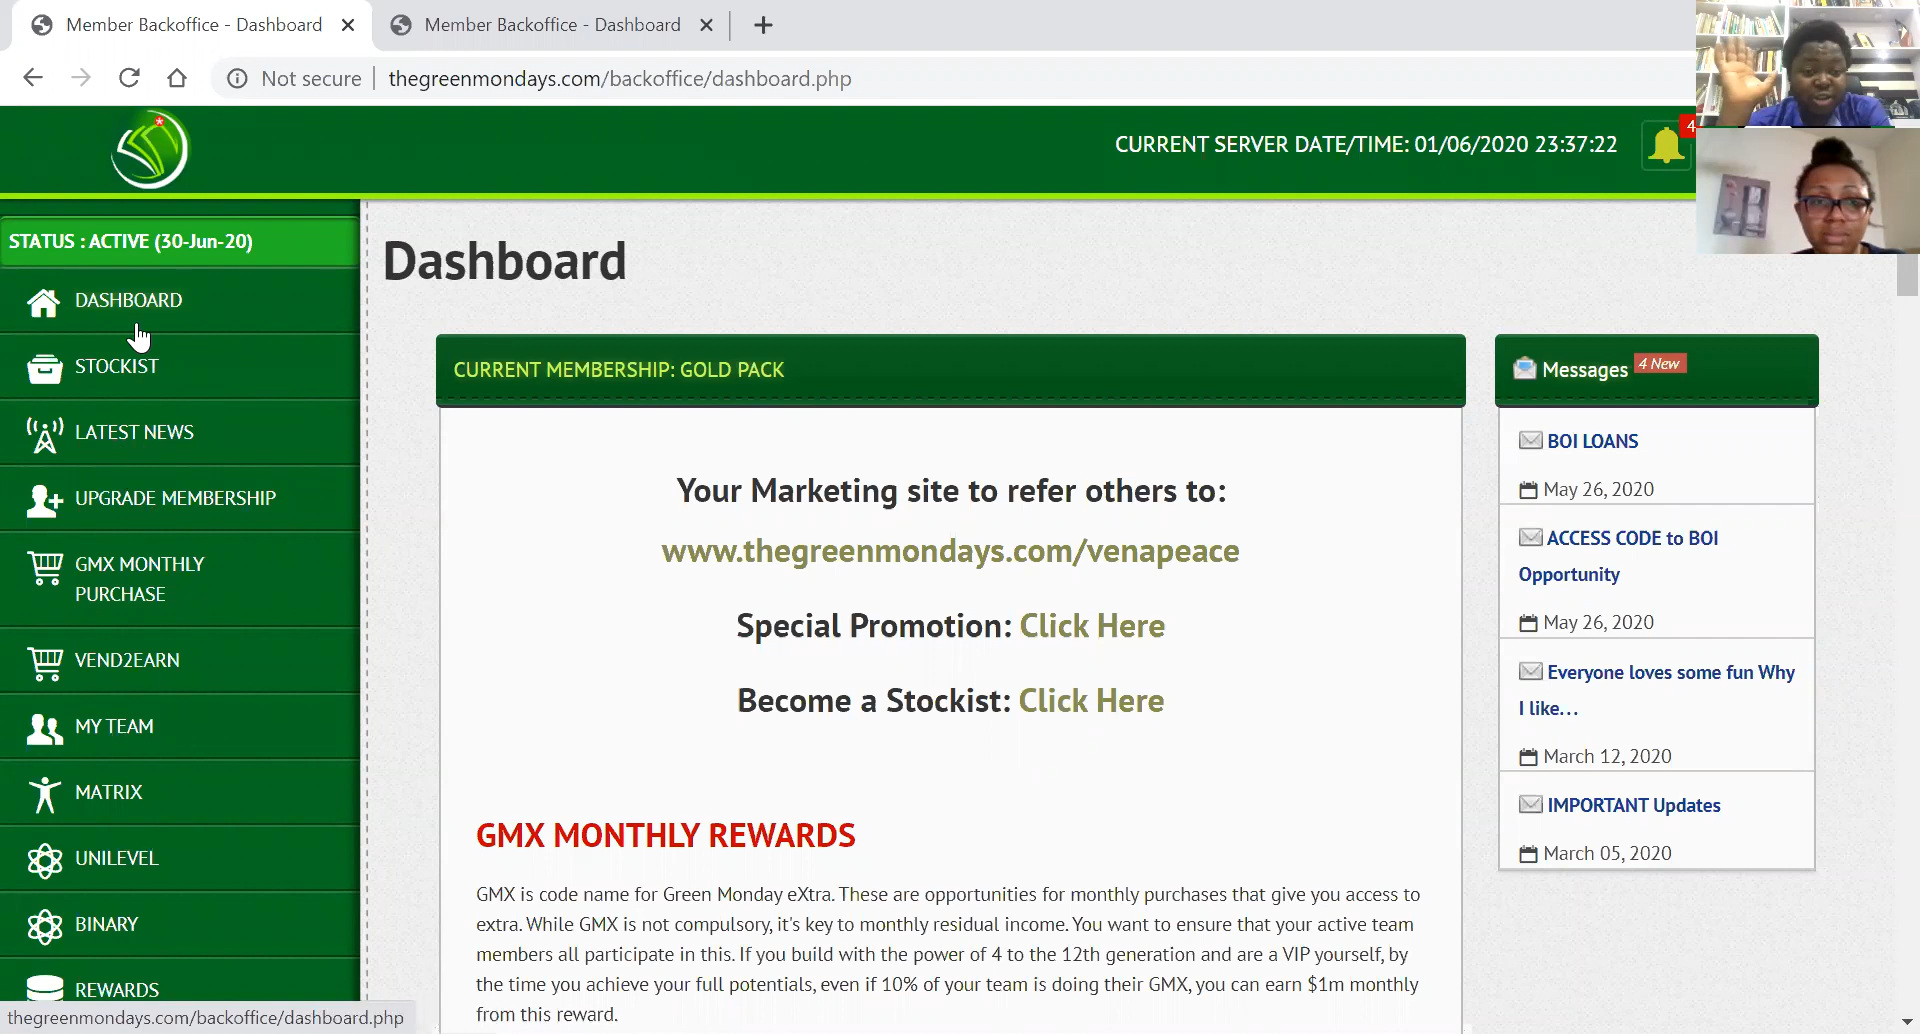 Member Backoffice - Dashboard
Member Backoffice - Dashboard
Not secure
thegreenmondays.com/backoffice/dashboard.php
CURRENT SERVER DATE/TIME: 01/06/2020 23:37:22
4
STATUS : ACTIVE (30-Jun-20)
DASHBOARD
STOCKIST
LATEST NEWS
UPGRADE MEMBERSHIP
GMX MONTHLY
PURCHASE
VEND2EARN
MY TEAM
MATRIX
UNILEVEL
BINARY
REWARDS
thegreenmondays.com/backoffice/dashboard.php
Dashboard
CURRENT MEMBERSHIP: GOLD PACK
Your Marketing site to refer others to:
www.thegreenmondays.com/venapeace
Special Promotion: Click Here
Become a Stockist: Click Here
GMX MONTHLY REWARDS
GMX is code name for Green Monday eXtra. These are opportunities for monthly purchases that give you access to
extra. While GMX is not compulsory, it's key to monthly residual income. You want to ensure that your active team
members all participate in this. If you build with the power of 4 to the 12th generation and are a VIP yourself, by
the time you achieve your full potentials, even if 10% of your team is doing their GMX, you can earn $1m monthly
from this reward.
Messages 4 New
BOI LOANS
May 26, 2020
ACCESS CODE to BOI
Opportunity
May 26, 2020
Everyone loves some fun Why
I like...
March 12, 2020
IMPORTANT Updates
March 05, 2020